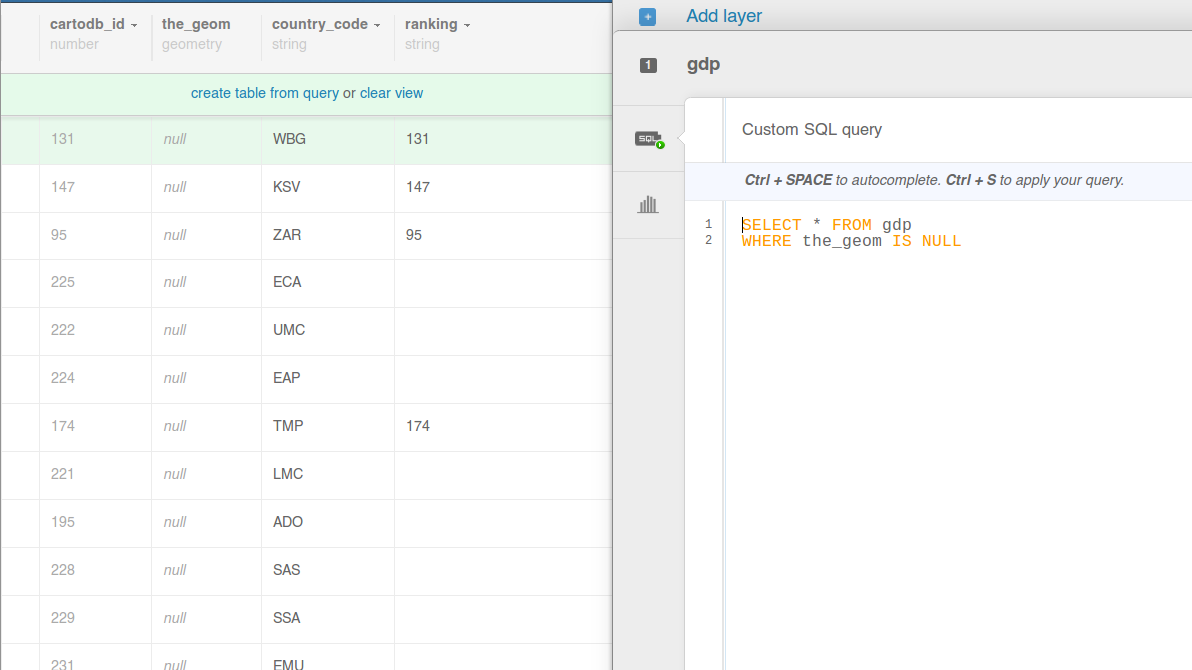 cartodb_id the_geom country_code ranking
number geometry string string
create table from query or clear view
131 null WBG 131
147 null KSV 147
95 null ZAR 95
225 null ECA
222 null UMC
224 null EAP
174 null TMP 174
221 null LMC
195 null ADO
228 null SAS
229 null SSA
231 null EMU
+ Add layer
1 gdp
SQL
Custom SQL query
Ctrl + SPACE to autocomplete. Ctrl + S to apply your query.
1 SELECT * FROM gdp
2 WHERE the_geom IS NULL